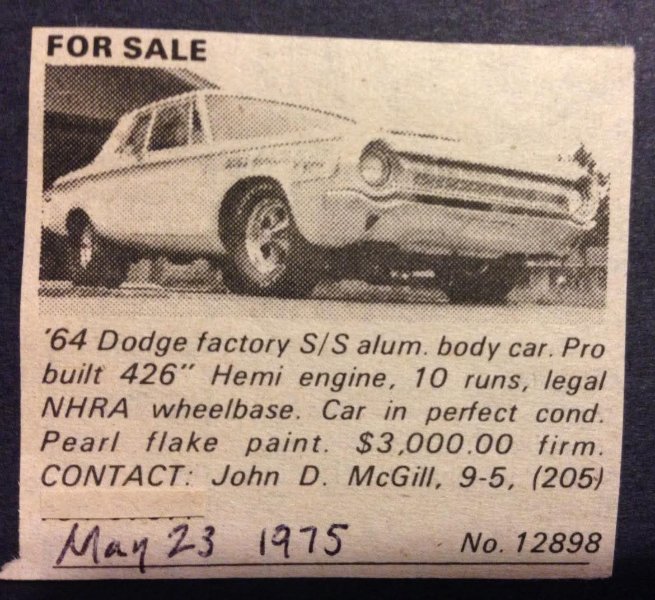 FOR SALE
'64 Dodge factory S/S alum. body car. Pro
built 426" Hemi engine, 10 runs, legal
NHRA wheelbase. Car in perfect cond.
Pearl flake paint. $3,000.00 firm.
CONTACT: John D. McGill, 9-5, (205)
May 23 1975
No. 12898